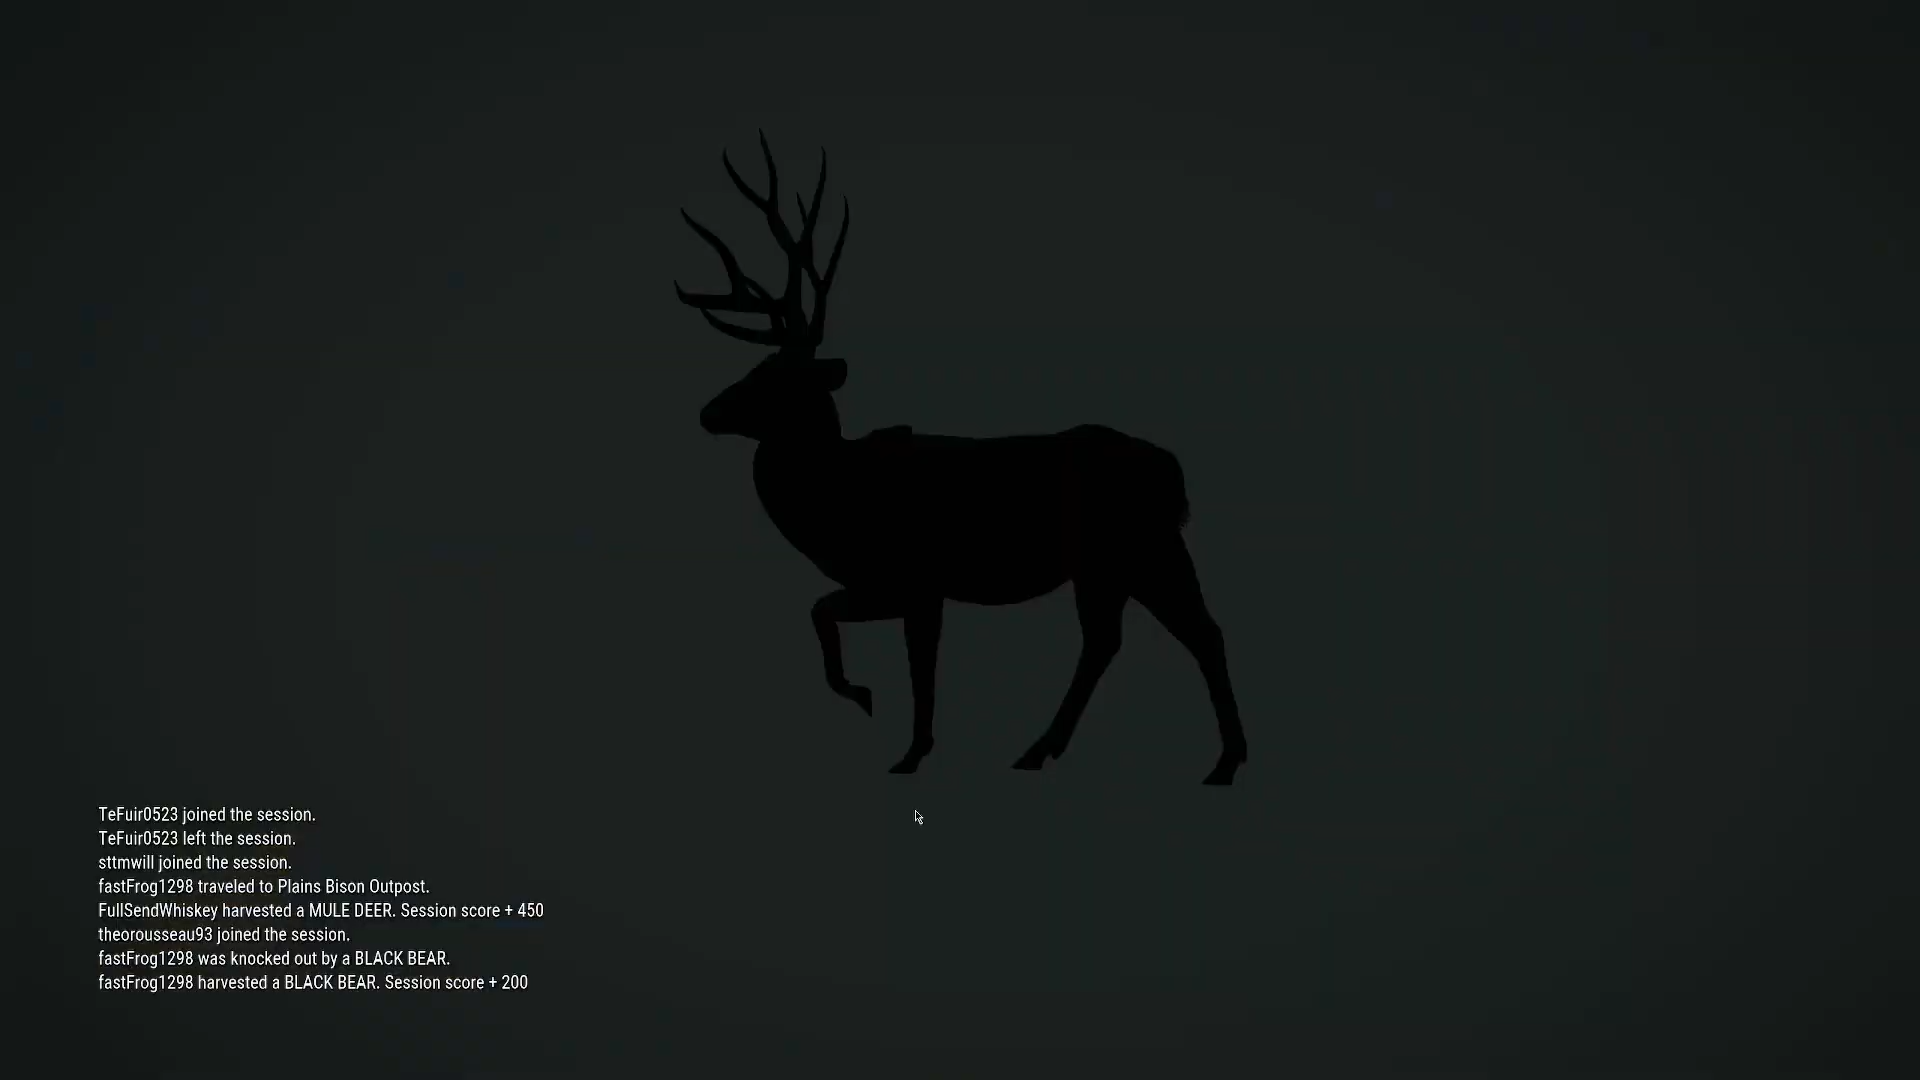 TeFuir0523 joined the session.
TeFuir0523 left the session.
sttmwill joined the session.
fastFrog1298 traveled to Plains Bison Outpost.
FullSendWhiskey harvested a MULE DEER. Session score + 450
theorousseau93 joined the session.
fastFrog1298 was knocked out by a BLACK BEAR.
fastFrog1298 harvested a BLACK BEAR. Session score + 200